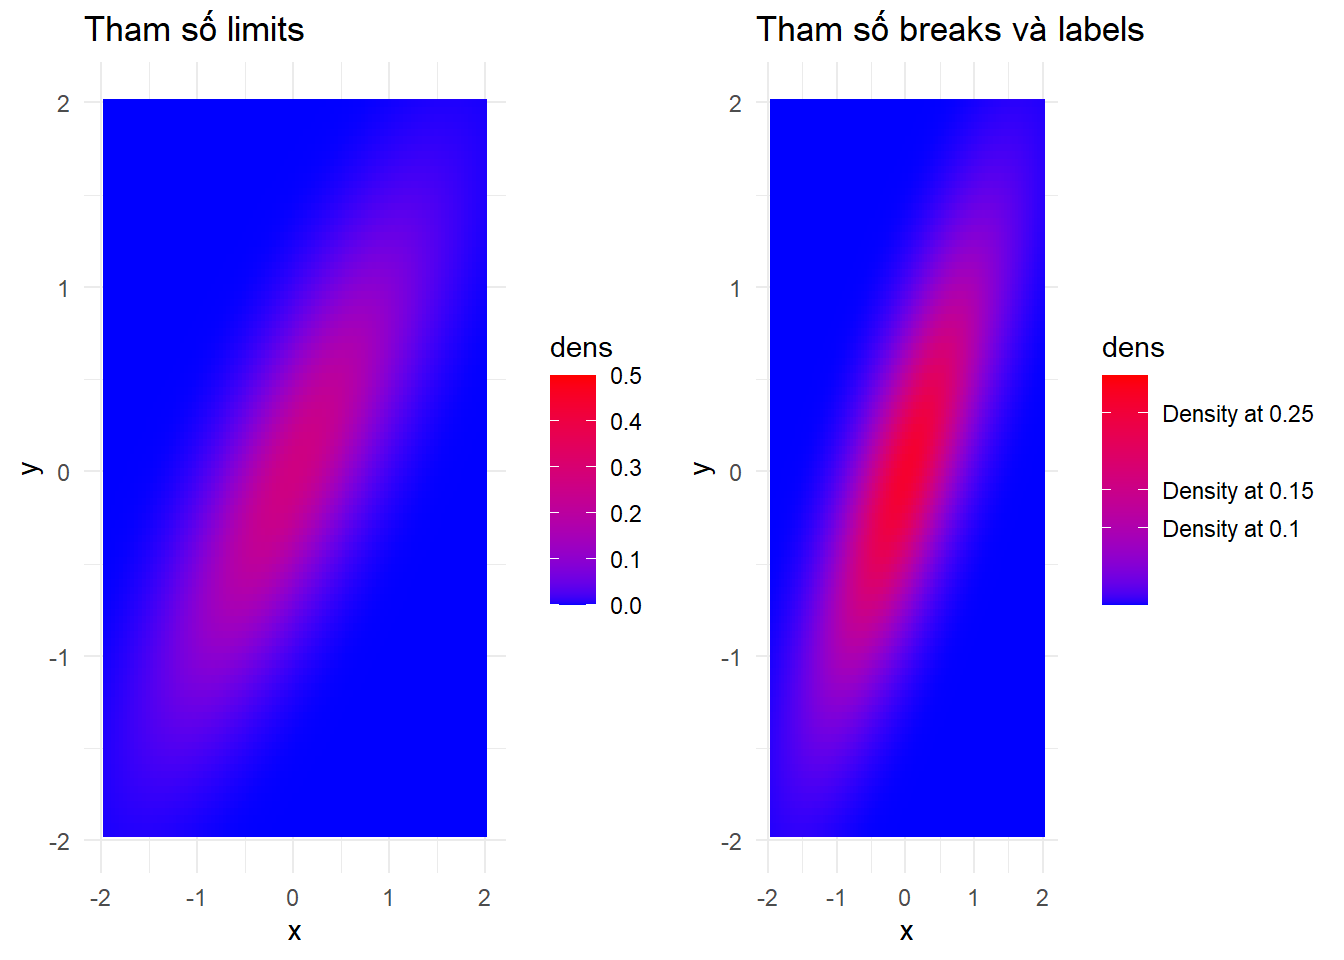 Tham số limits
2
1
0
-1
-2
y
-2 -1 0 1 2
x
dens
0.5
0.4
0.3
0.2
0.1
0.0
Tham số breaks và labels
2
1
0
-1
-2
y
-2 -1 0 1 2
x
dens
Density at 0.25
Density at 0.15
Density at 0.1